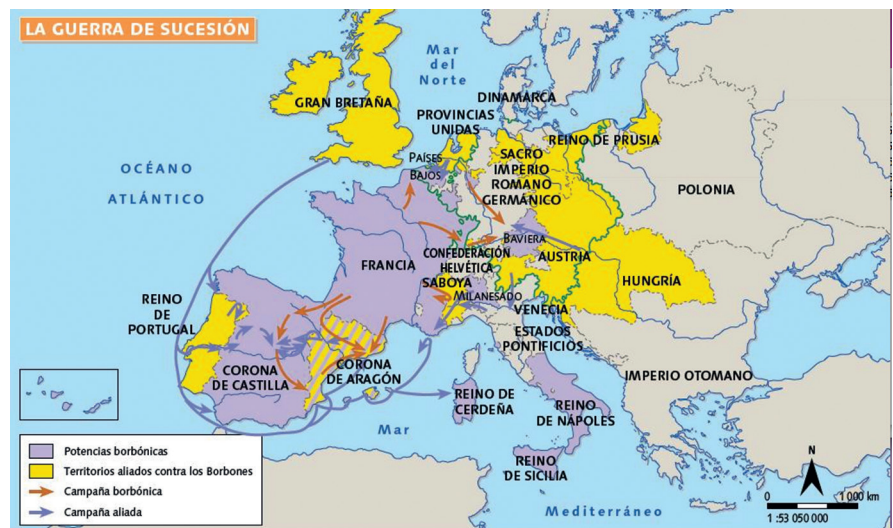 LA GUERRA DE SUCESIÓN
Mar
del
Norte
DINAMARCA
GRAN BRETAÑA
PROVINCIAS
UNIDAS
REINO DE PRUSIA
PAÍSES
BAJOS
SACRO
IMPERIO
ROMANO
GERMÁNICO
OCÉANO
ATLÁNTICO
POLONIA
BAVIERA
CONFEDERACIÓN
HELVÉTICA
AUSTRIA
FRANCIA
HUNGRÍA
SABOYA
MILANESADO
VENECIA
REINO
DE
PORTUGAL
ESTADOS
PONTIFICIOS
CORONA
DE CASTILLA
CORONA
DE ARAGÓN
IMPERIO OTOMANO
REINO DE
CERDEÑA
REINO
DE NÁPOLES
Mar
REINO
DE SICILIA
Mediterráneo
Potencias borbónicas
Territorios aliados contra los Borbones
Campaña borbónica
Campaña aliada
N
0 1 000 km
1 :53 050 000